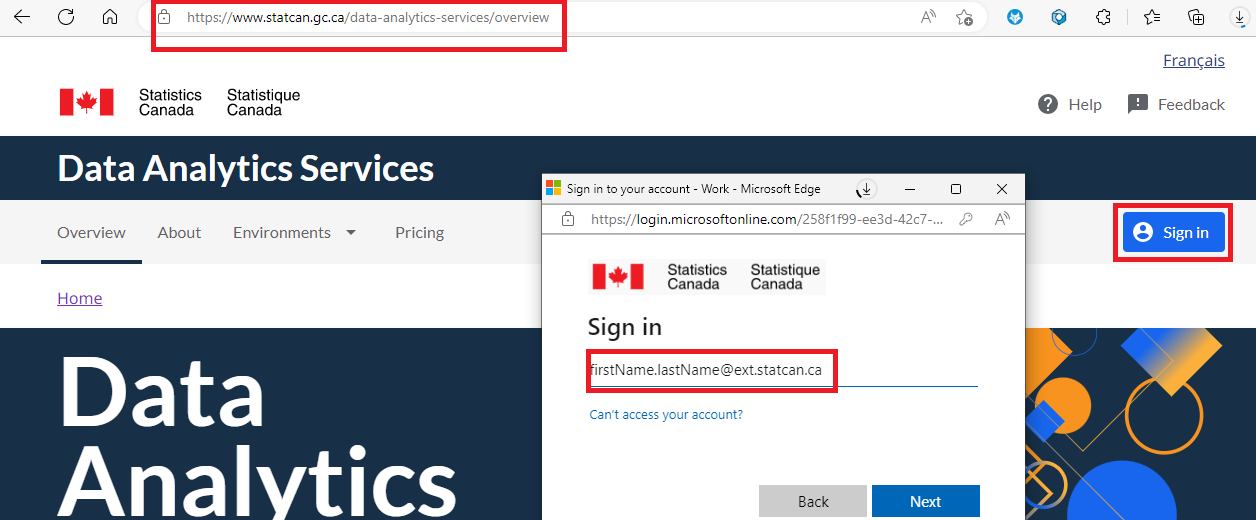 https://www.statcan.gc.ca/data-analytics-services/overview
Français
Statistics Statistique
Canada Canada
Help Feedback
Data Analytics Services
Overview About Environments Pricing
Sign in
Home
Data
Analytics
Sign in to your account - Work - Microsoft Edge
https://login.microsoftonline.com/258f1f99-ee3d-42c7-...
Statistics Statistique
Canada Canada
Sign in
firstName.lastName@ext.statcan.ca
Can't access your account?
Back Next